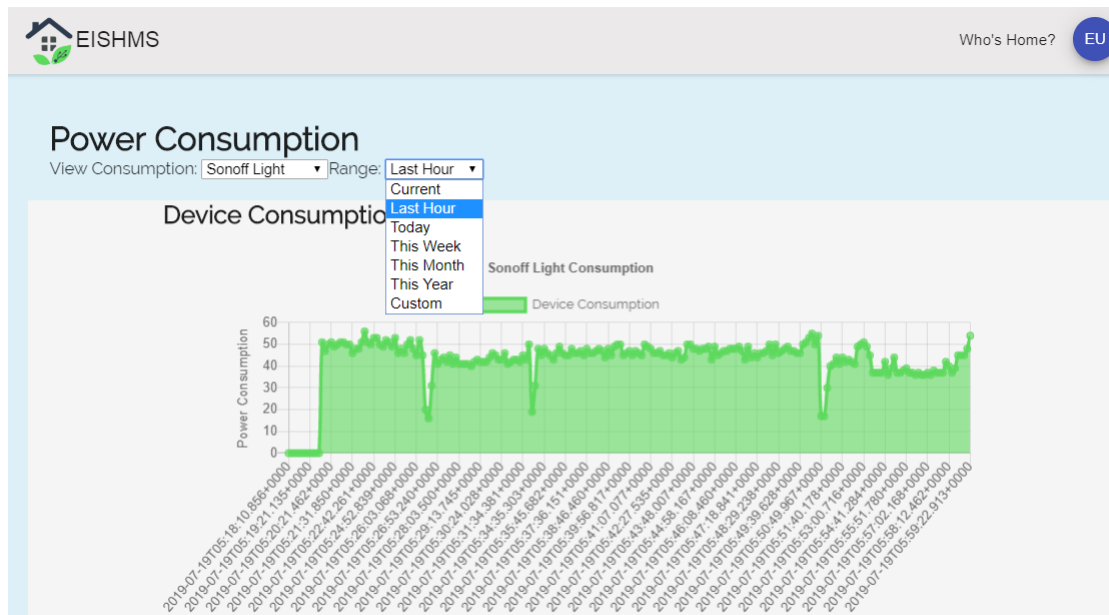 EISHMS
Who's Home?
EU
Power Consumption
View Consumption: Sonoff Light Range: Last Hour
Current
Last Hour
Today
This Week
This Month
This Year
Custom
Device Consumptio
Sonoff Light Consumption
Device Consumption
Power Consumption
60
50
40
30
20
10
0
2019-07-19T05:18:10.856+0000
2019-07-19T05:19:21.135+0000
2019-07-19T05:20:21.462+0000
2019-07-19T05:21:31.850+0000
2019-07-19T05:22:42.261+0000
2019-07-19T05:24:52.839+0000
2019-07-19T05:26:03.068+0000
2019-07-19T05:26:53.240+0000
2019-07-19T05:28:03.500+0000
2019-07-19T05:29:13.745+0000
2019-07-19T05:30:24.028+0000
2019-07-19T05:31:34.381+0000
2019-07-19T05:34:35.303+0000
2019-07-19T05:35:45.682+0000
2019-07-19T05:37:36.151+0000
2019-07-19T05:38:46.460+0000
2019-07-19T05:39:56.817+0000
2019-07-19T05:41:07.077+0000
2019-07-19T05:42:27.535+0000
2019-07-19T05:43:48.007+0000
2019-07-19T05:44:58.167+0000
2019-07-19T05:46:08.460+0000
2019-07-19T05:47:18.841+0000
2019-07-19T05:48:29.238+0000
2019-07-19T05:49:39.628+0000
2019-07-19T05:50:49.967+0000
2019-07-19T05:51:40.178+0000
2019-07-19T05:53:00.716+0000
2019-07-19T05:54:41.284+0000
2019-07-19T05:55:51.780+0000
2019-07-19T05:57:02.168+0000
2019-07-19T05:58:12.462+0000
2019-07-19T05:59:22.913+0000